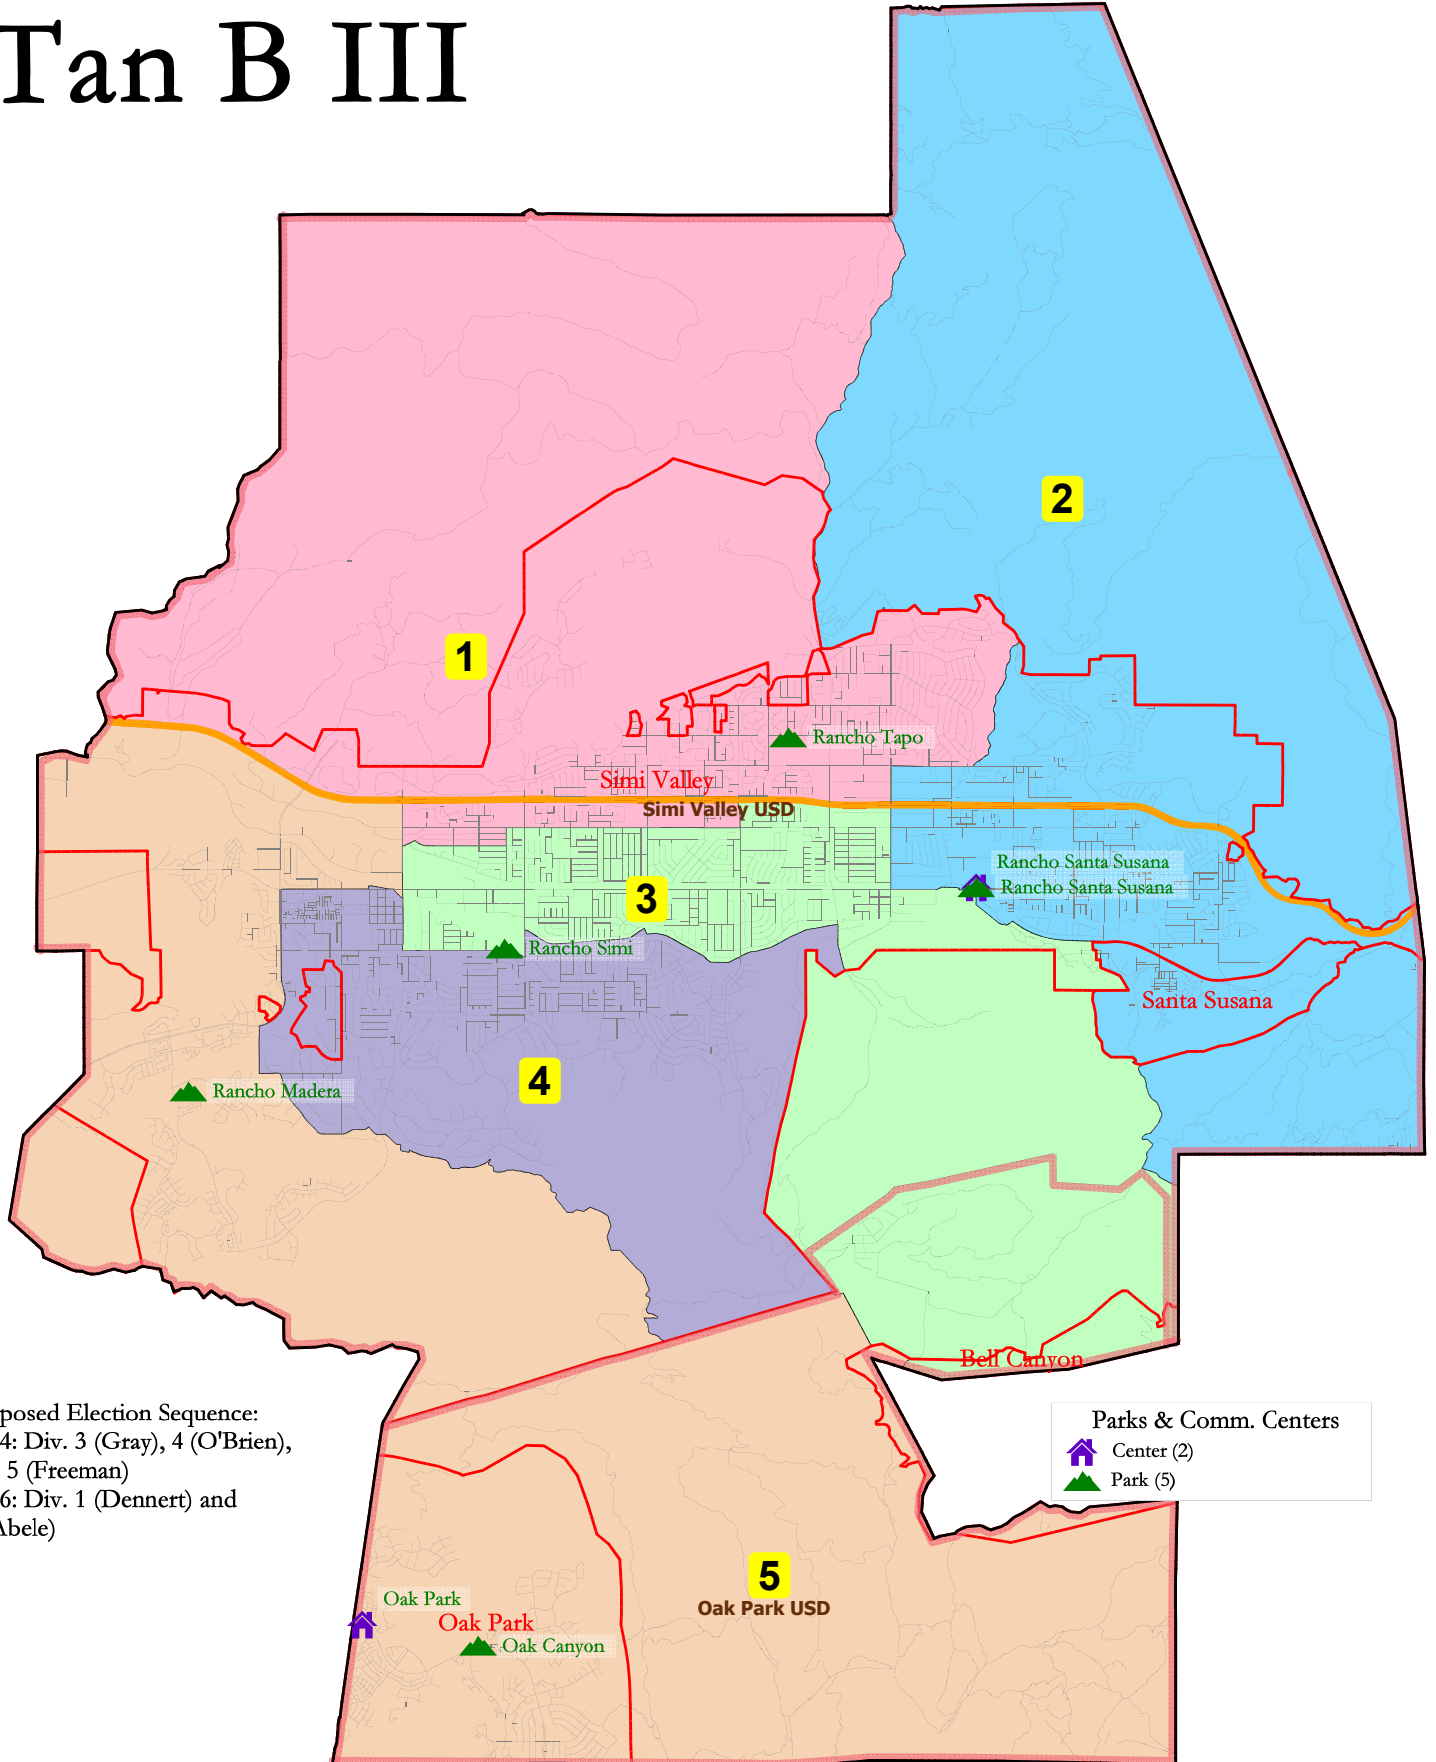 Tan B III
2
1
Rancho Tapo
Simi Valley
Simi Valley USD
Rancho Santa Susana
Rancho Santa Susana
3
Rancho Simi
Santa Susana
4
Rancho Madera
Bell Canyon
posed Election Sequence:
4: Div. 3 (Gray), 4 (O'Brien),
5 (Freeman)
6: Div. 1 (Dennert) and
Abele)
Parks & Comm. Centers
Center (2)
Park (5)
5
Oak Park USD
Oak Park
Oak Park
Oak Canyon